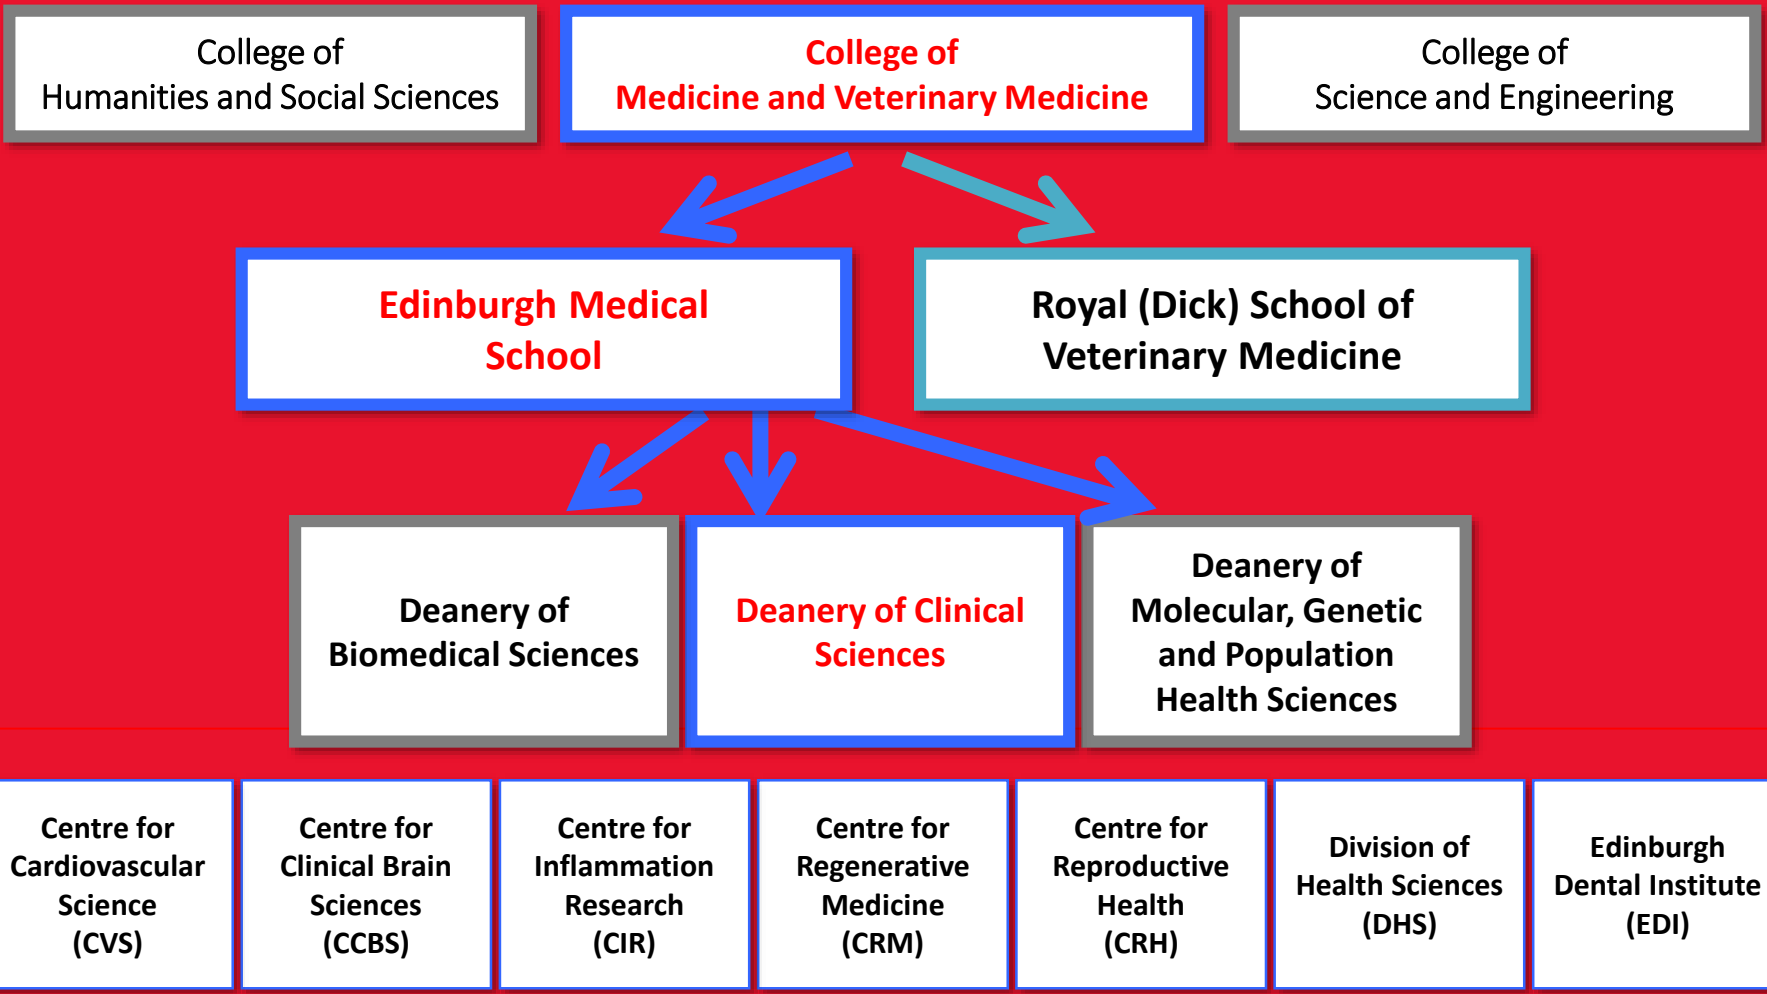 College of
Humanities and Social Sciences
College of
Medicine and Veterinary Medicine
College of
Science and Engineering
Edinburgh Medical
School
Royal (Dick) School of
Veterinary Medicine
Deanery of
Biomedical Sciences
Deanery of Clinical
Sciences
Deanery of
Molecular, Genetic
and Population
Health Sciences
Centre for
Cardiovascular
Science
(CVS)
Centre for
Clinical Brain
Sciences
(CCBS)
Centre for
Inflammation
Research
(CIR)
Centre for
Regenerative
Medicine
(CRM)
Centre for
Reproductive
Health
(CRH)
Division of
Health Sciences
(DHS)
Edinburgh
Dental Institute
(EDI)